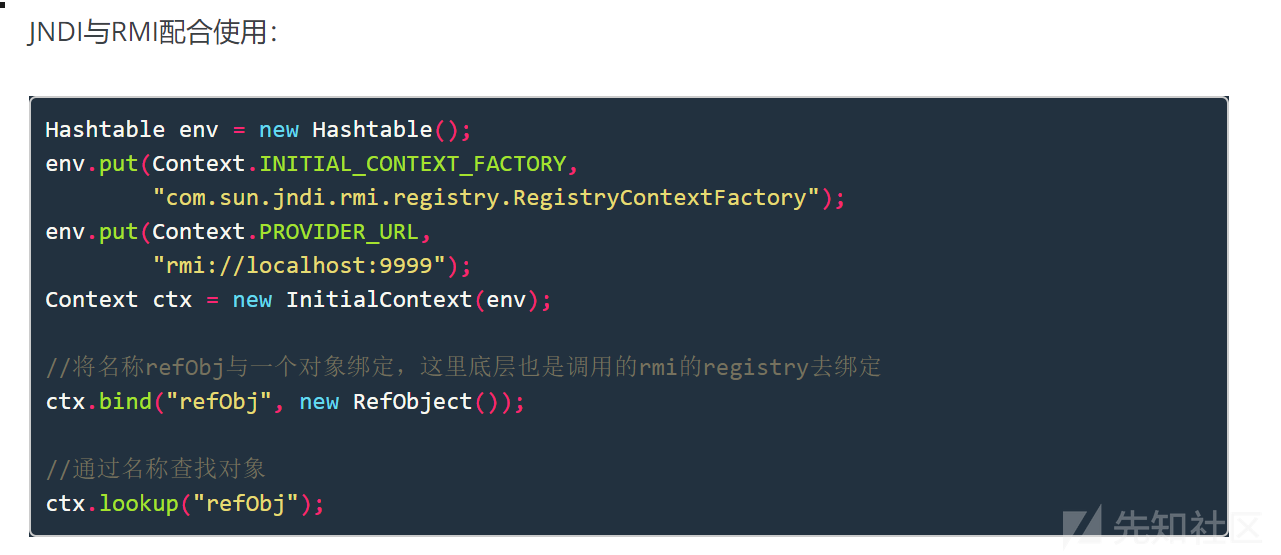 JNDI与RMI配合使用：
Hashtable env = new Hashtable();
env.put(Context.INITIAL_CONTEXT_FACTORY,
        "com.sun.jndi.rmi.registry.RegistryContextFactory");
env.put(Context.PROVIDER_URL,
        "rmi://localhost:9999");
Context ctx = new InitialContext(env);
//将名称refObj与一个对象绑定，这里底层也是调用的rmi的registry去绑定
ctx.bind("refObj", new RefObject());
//通过名称查找对象
ctx.lookup("refObj");
先知社区